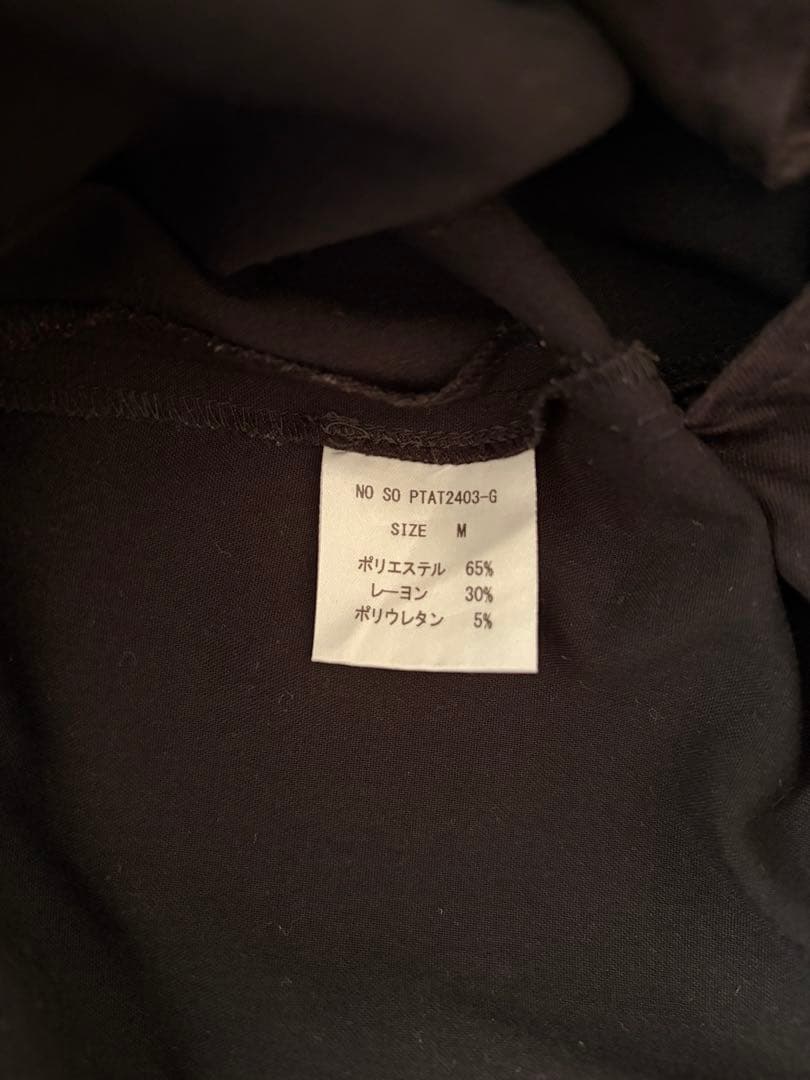 NO SO PTAT2403-G
SIZE M
ポリエステル 65%
レーヨン 30%
ポリウレタン 5%